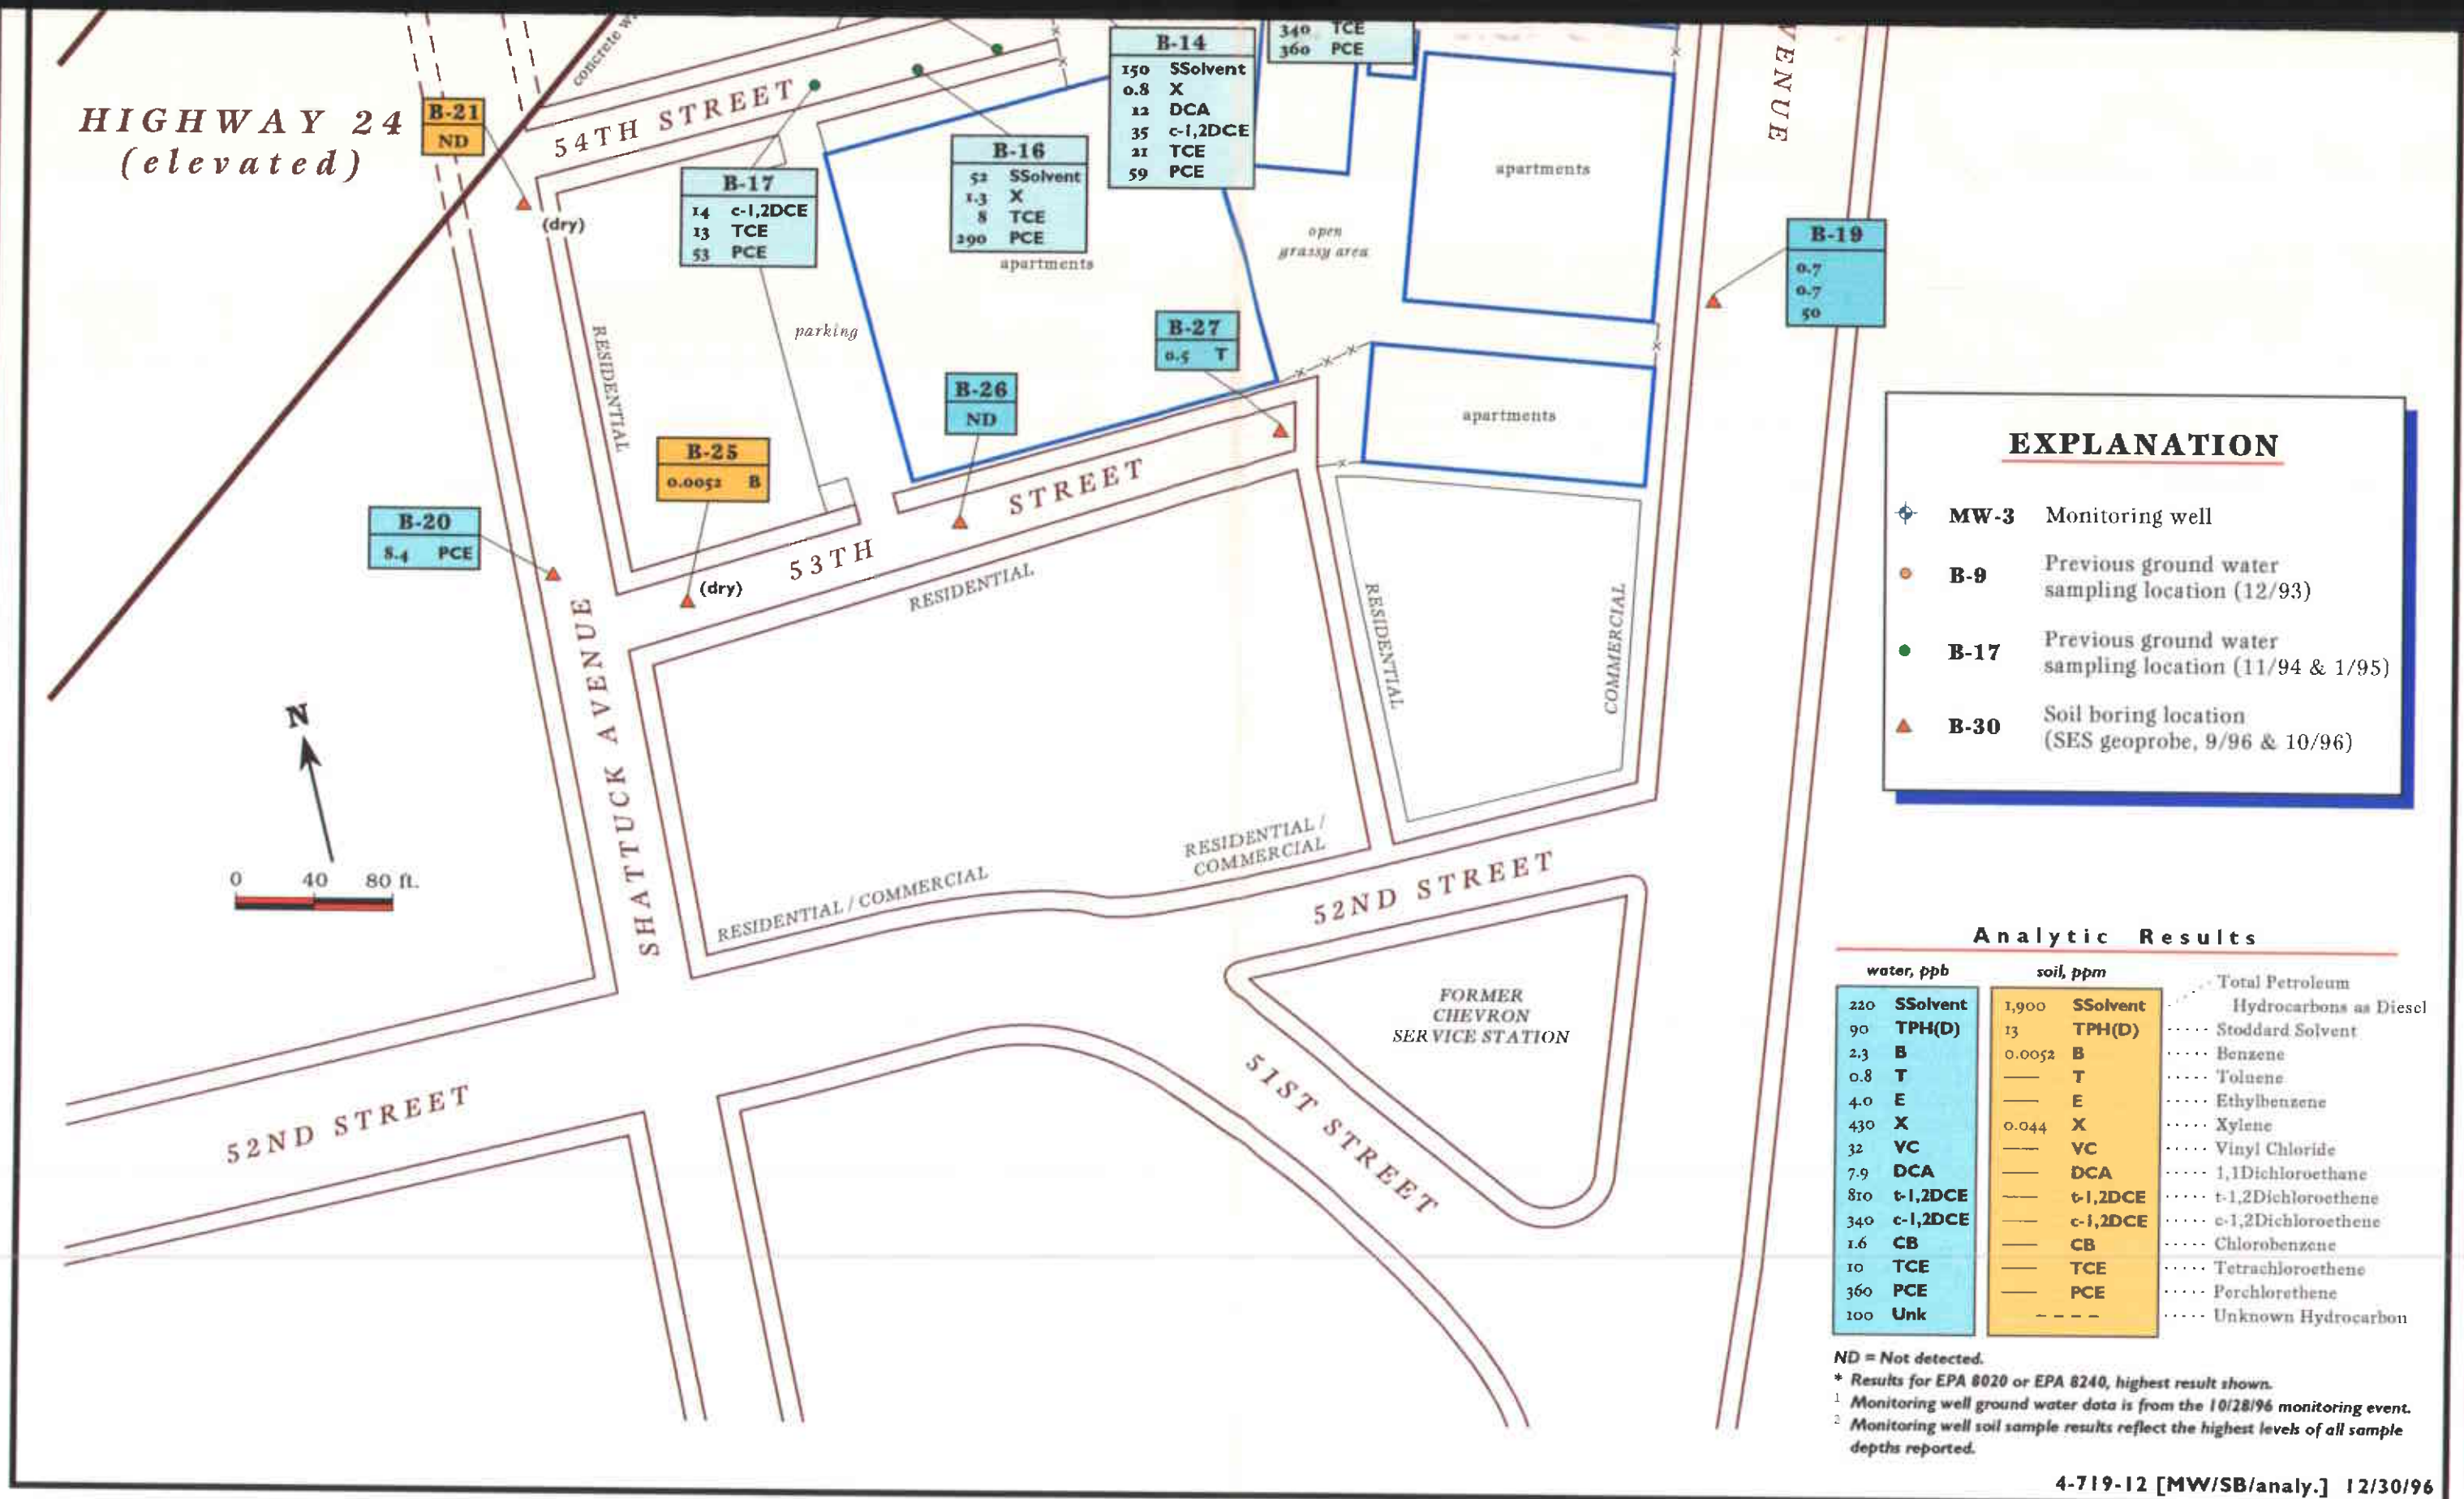 HIGHWAY 24
(elevated)
B-21
ND
(dry)
concrete
54TH STREET
B-17
14 c-1,2DCE
13 TCE
53 PCE
B-16
52 SSolvent
1.3 X
8 TCE
290 PCE
apartments
B-14
150 SSolvent
0.8 X
12 DCA
35 c-1,2DCE
21 TCE
59 PCE
340 TCE
360 PCE
apartments
open
grassy area
VENUE
B-19
0.7
0.7
50
RESIDENTIAL
parking
B-27
0.5 T
B-26
ND
apartments
B-25
0.0052 B
(dry)
B-20
8.4 PCE
53TH STREET
RESIDENTIAL
RESIDENTIAL
COMMERCIAL
SHATTUCK AVENUE
N
0 40 80 ft.
RESIDENTIAL / COMMERCIAL
RESIDENTIAL /
COMMERCIAL
52ND STREET
FORMER
CHEVRON
SERVICE STATION
51ST STREET
52ND STREET
EXPLANATION
MW-3 Monitoring well
B-9 Previous ground water
sampling location (12/93)
B-17 Previous ground water
sampling location (11/94 & 1/95)
B-30 Soil boring location
(SES geoprobe, 9/96 & 10/96)
Analytic Results
water, ppb soil, ppm
Total Petroleum
Hydrocarbons as Diesel
220 SSolvent 1,900 SSolvent
90 TPH(D) 13 TPH(D) ····· Stoddard Solvent
2.3 B 0.0052 B ····· Benzene
0.8 T — T ····· Toluene
4.0 E — E ····· Ethylbenzene
430 X 0.044 X ····· Xylene
32 VC — VC ····· Vinyl Chloride
7.9 DCA — DCA ····· 1,1Dichloroethane
810 t-1,2DCE — t-1,2DCE ····· t-1,2Dichloroethene
340 c-1,2DCE — c-1,2DCE ····· c-1,2Dichloroethene
1.6 CB — CB ····· Chlorobenzene
10 TCE — TCE ····· Tetrachloroethene
360 PCE — PCE ····· Perchlorethene
100 Unk - - - - ····· Unknown Hydrocarbon
ND = Not detected.
* Results for EPA 8020 or EPA 8240, highest result shown.
1 Monitoring well ground water data is from the 10/28/96 monitoring event.
2 Monitoring well soil sample results reflect the highest levels of all sample
depths reported.
4-719-12 [MW/SB/analy.] 12/30/96